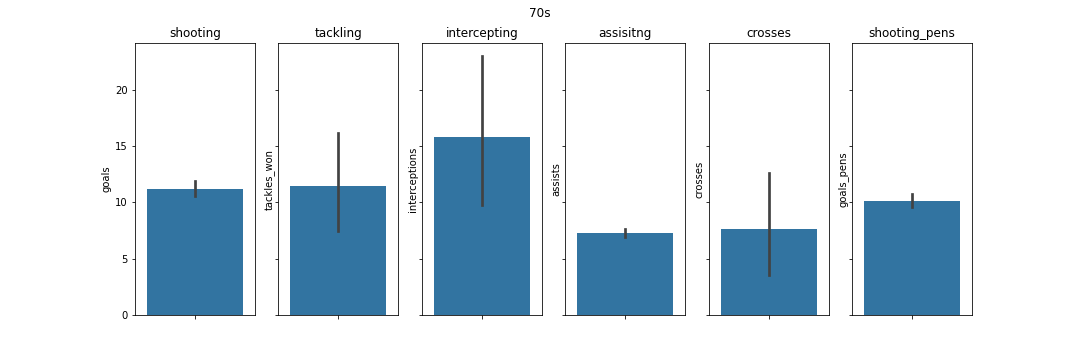 70s
shooting
tackling
intercepting
assisitng
crosses
shooting_pens
20
15
10
5
0
goals
tackles_won
interceptions
assists
crosses
goals_pens